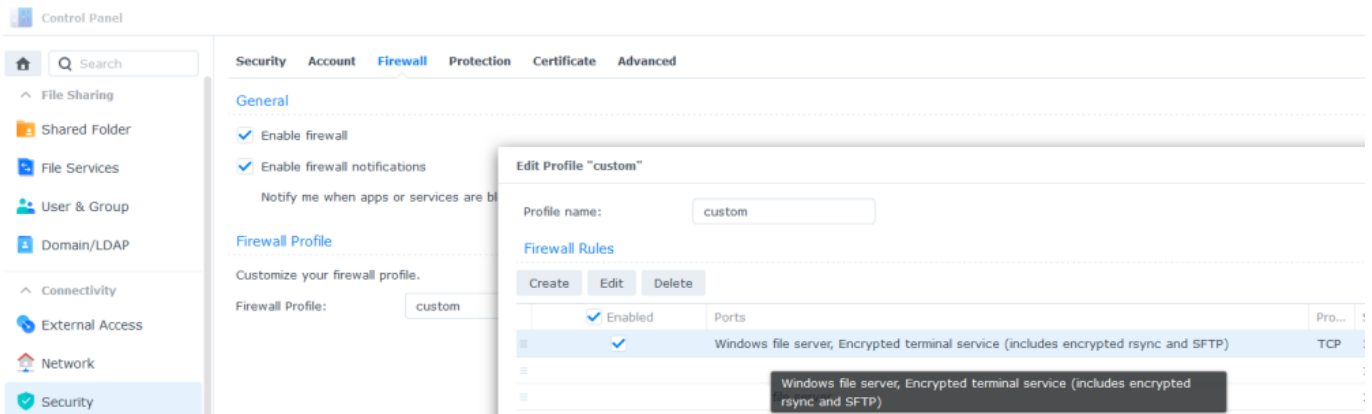 Control Panel
Search
File Sharing
Shared Folder
File Services
User & Group
Domain/LDAP
Connectivity
External Access
Network
Security
Security Account Firewall Protection Certificate Advanced
General
Enable firewall
Enable firewall notifications
Notify me when apps or services are bl
Firewall Profile
Customize your firewall profile.
Firewall Profile: custom
Edit Profile "custom"
Profile name: custom
Firewall Rules
Create Edit Delete
Enabled Ports Pro...
Windows file server, Encrypted terminal service (includes encrypted rsync and SFTP) TCP
Windows file server, Encrypted terminal service (includes encrypted
rsync and SFTP)